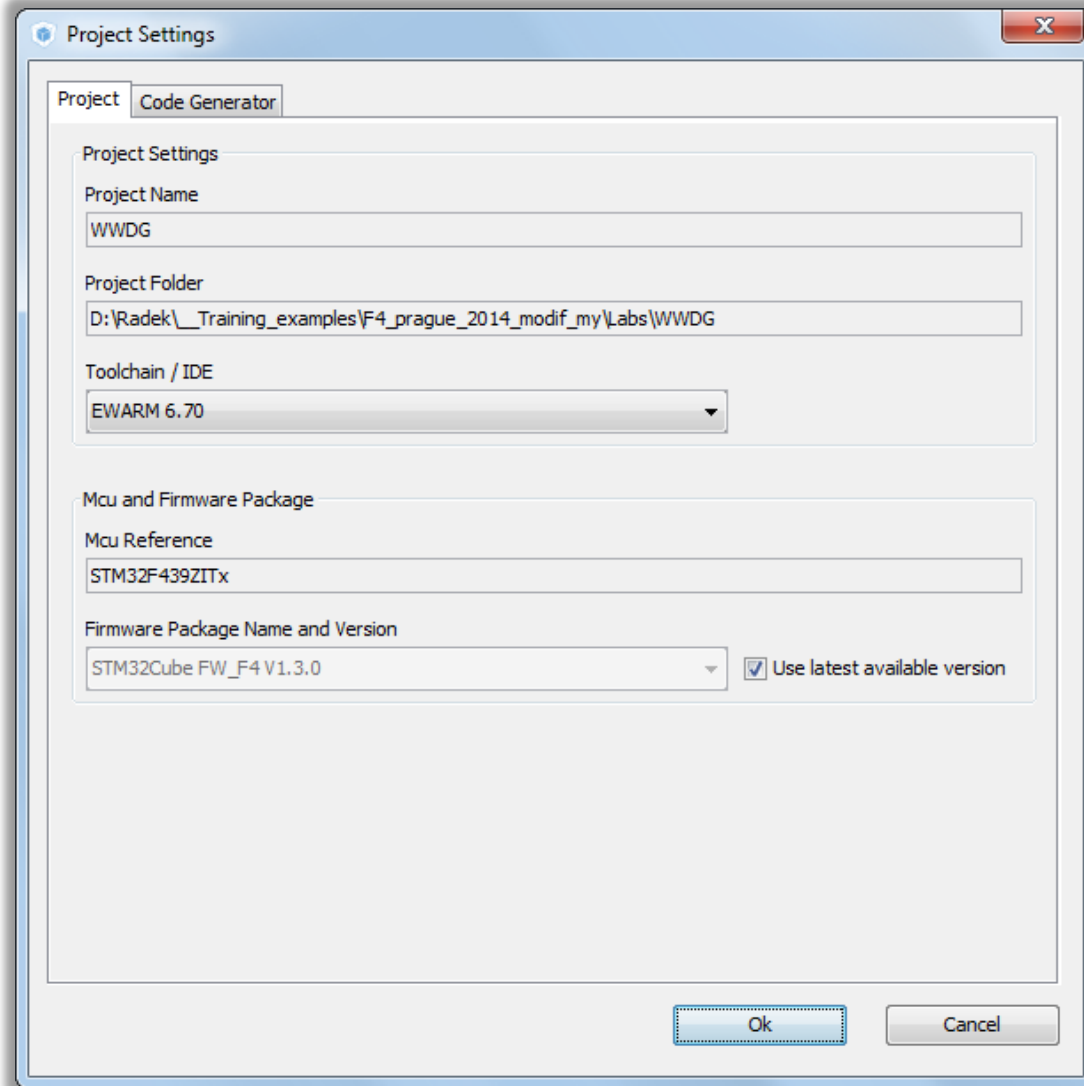 Project Settings
Project
Code Generator
Project Settings
Project Name
WWDG
Project Folder
D:\Radek\__Training_examples\F4_prague_2014_modif_my\Labs\WWDG
Toolchain / IDE
EWARM 6.70
Mcu and Firmware Package
Mcu Reference
STM32F439ZITx
Firmware Package Name and Version
STM32Cube FW_F4 V1.3.0
Use latest available version
Ok
Cancel